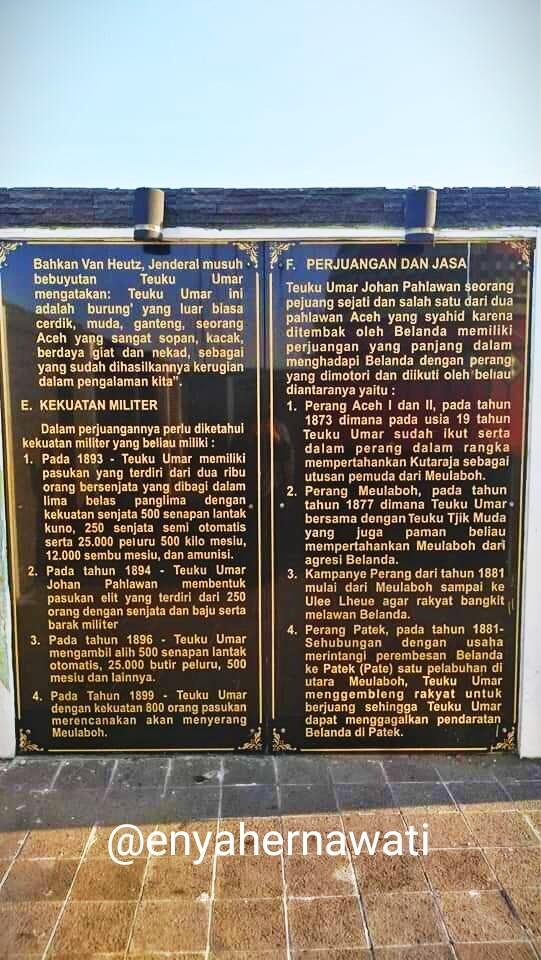 Bahkan Van Heutz, Jenderal musuh
bebuyutan Teuku Umar
mengatakan: Teuku Umar ini
adalah burung' yang luar biasa
cerdik, muda, ganteng, seorang
Aceh yang sangat sopan, kacak,
berdaya giat dan nekad, sebagai
yang sudah dihasilkannya kerugian
dalam pengalaman kita".
E. KEKUATAN MILITER
Dalam perjuangannya perlu diketahui
kekuatan militer yang beliau miliki :
1. Pada 1893 - Teuku Umar memiliki
pasukan yang terdiri dari dua ribu
orang bersenjata yang dibagi dalam
lima belas panglima dengan
kekuatan senjata 500 senapan lantak
kuno, 250 senjata semi otomatis
serta 25.000 peluru 500 kilo mesiu,
12.000 sembu mesiu, dan amunisi.
2. Pada tahun 1894 - Teuku Umar
Johan Pahlawan membentuk
pasukan elit yang terdiri dari 250
orang dengan senjata dan baju serta
barak militer
3. Pada tahun 1896 - Teuku Umar
mengambil alih 500 senapan lantak
otomatis, 25.000 butir peluru, 500
mesiu dan lainnya.
4. Pada Tahun 1899 - Teuku Umar
dengan kekuatan 800 orang pasukan
merencanakan akan menyerang
Meulaboh.
F. PERJUANGAN DAN JASA
Teuku Umar Johan Pahlawan seorang
pejuang sejati dan salah satu dari dua
pahlawan Aceh yang syahid karena
ditembak oleh Belanda memiliki
perjuangan yang panjang dalam
menghadapi Belanda dengan perang
yang dimotori dan diikuti oleh beliau
diantaranya yaitu :
1. Perang Aceh I dan II, pada tahun
1873 dimana pada usia 19 tahun
Teuku Umar sudah ikut serta
dalam perang dalam rangka
mempertahankan Kutaraja sebagai
utusan pemuda dari Meulaboh.
2. Perang Meulaboh, pada tahun
tahun 1877 dimana Teuku Umar
bersama dengan Teuku Tjik Muda
yang juga paman beliau
mempertahankan Meulaboh dari
agresi Belanda.
3. Kampanye Perang dari tahun 1881
mulai dari Meulaboh sampai ke
Ulee Lheue agar rakyat bangkit
melawan Belanda.
4. Perang Patek, pada tahun 1881-
Sehubungan dengan usaha
merintangi perembesan Belanda
ke Patek (Pate) satu pelabuhan di
utara Meulaboh, Teuku Umar
menggembleng rakyat untuk
berjuang sehingga Teuku Umar
dapat menggagalkan pendaratan
Belanda di Patek.
@enyahernawati